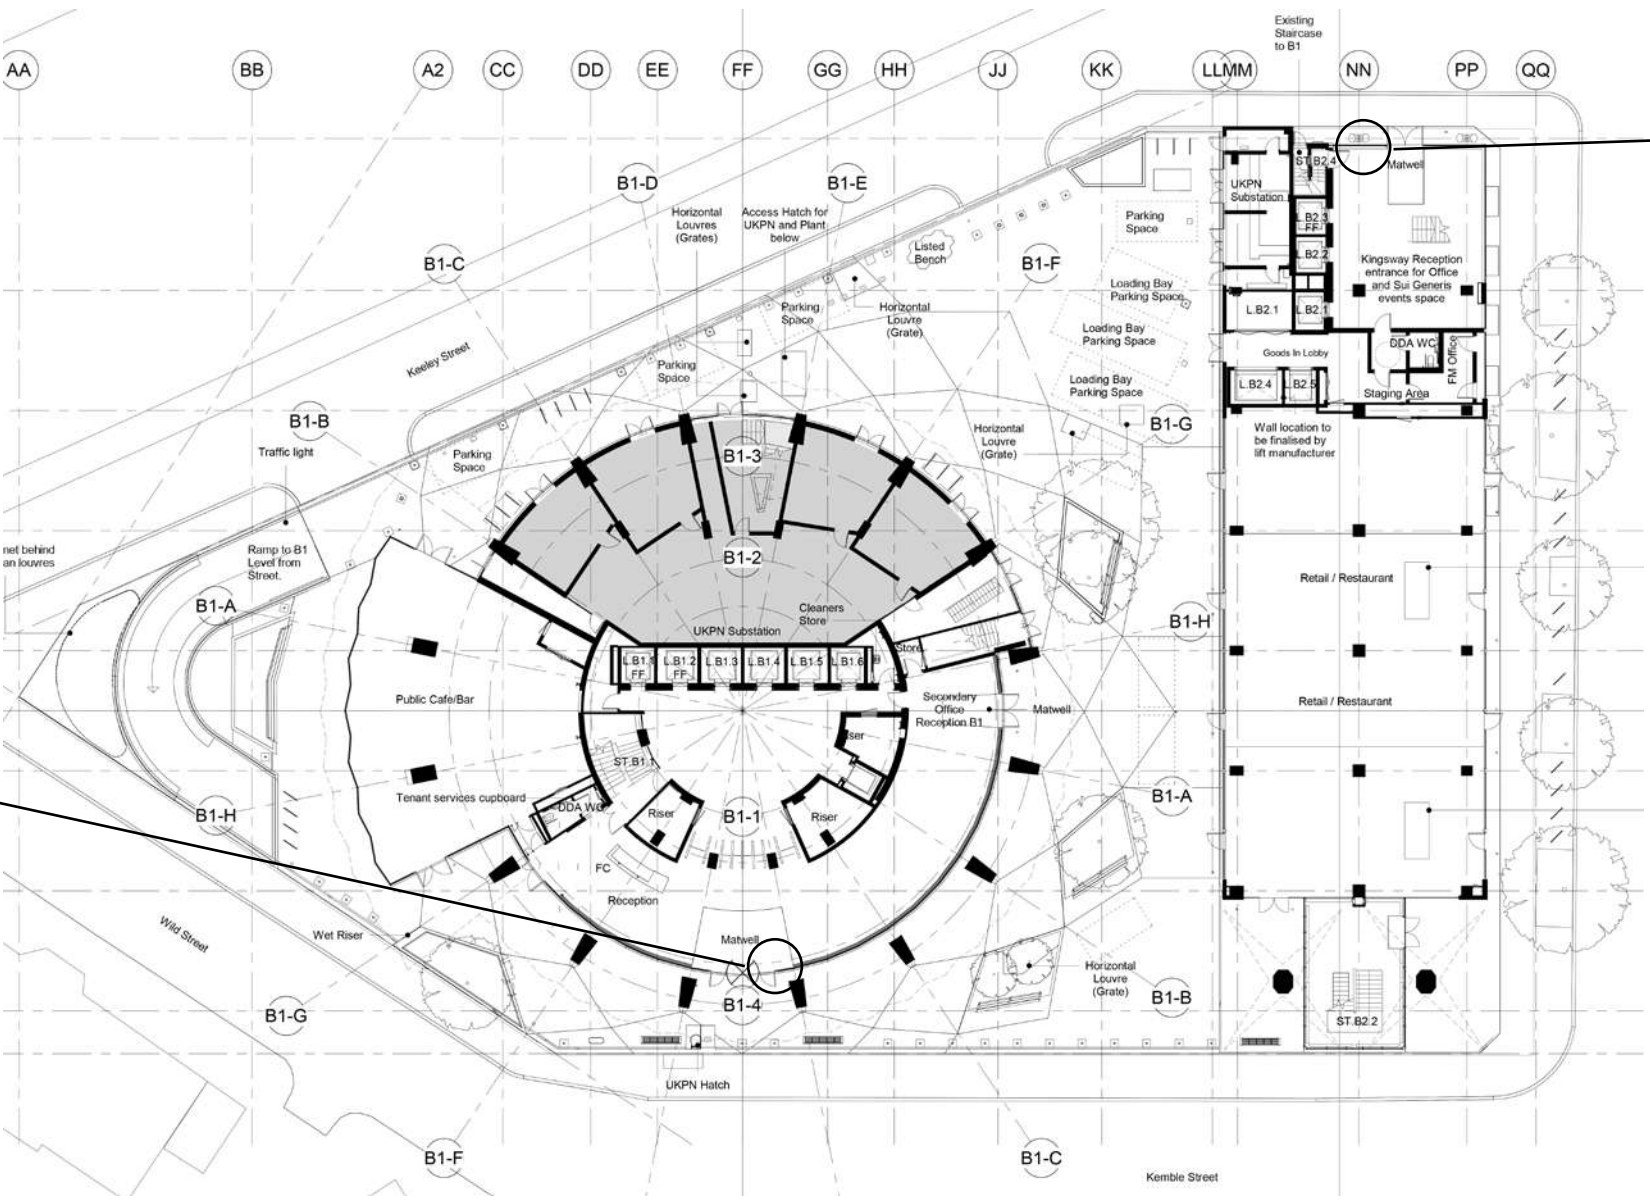 Existing
Staircase
to B1
AA
BB
A2
CC
DD
EE
FF
GG
HH
JJ
KK
LL
MM
NN
PP
QQ
ST.B2.4
Matwell
UKPN
Substation
B1-D
B1-E
Horizontal
Louvres
(Grates)
Access Hatch for
UKPN and Plant
below
Parking
Space
L.B2.3
FF
L.B2.2
Listed
Bench
B1-C
B1-F
Kingsway Reception
entrance for Office
and Sui Generis
events space
Loading Bay
Parking Space
Parking
Space
Horizontal
Louvre
(Grate)
L.B2.1
L.B2.1
Loading Bay
Parking Space
Keeley Street
Goods In Lobby
DDA WC
FM Office
Parking
Space
Loading Bay
Parking Space
L.B2.4
L.B2.5
Staging Area
B1-B
B1-G
Traffic light
Parking
Space
B1-3
Horizontal
Louvre
(Grate)
Wall location to
be finalised by
lift manufacturer
net behind
an louvres
Ramp to B1
Level from
Street.
B1-2
Retail / Restaurant
B1-A
Cleaners
Store
B1-H
UKPN Substation
Store
L.B1.1
FF
L.B1.2
FF
L.B1.3
L.B1.4
L.B1.5
L.B1.6
Public Cafe/Bar
Secondary
Office
Reception B1
Matwell
Retail / Restaurant
ST.B1.1
Tenant services cupboard
B1-A
DDA WC
B1-H
Riser
B1-1
Riser
FC
Reception
Wild Street
Wet Riser
Matwell
Horizontal
Louvre
(Grate)
B1-4
B1-B
B1-G
ST.B2.2
UKPN Hatch
B1-F
B1-C
Kemble Street